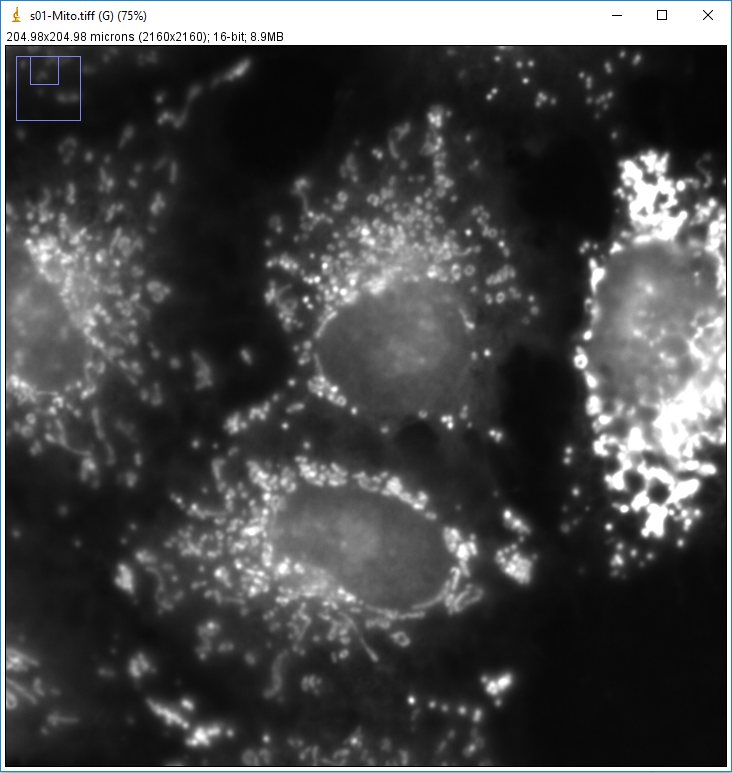 s01-Mito.tiff (G) (75%)
204.98x204.98 microns (2160x2160); 16-bit; 8.9MB